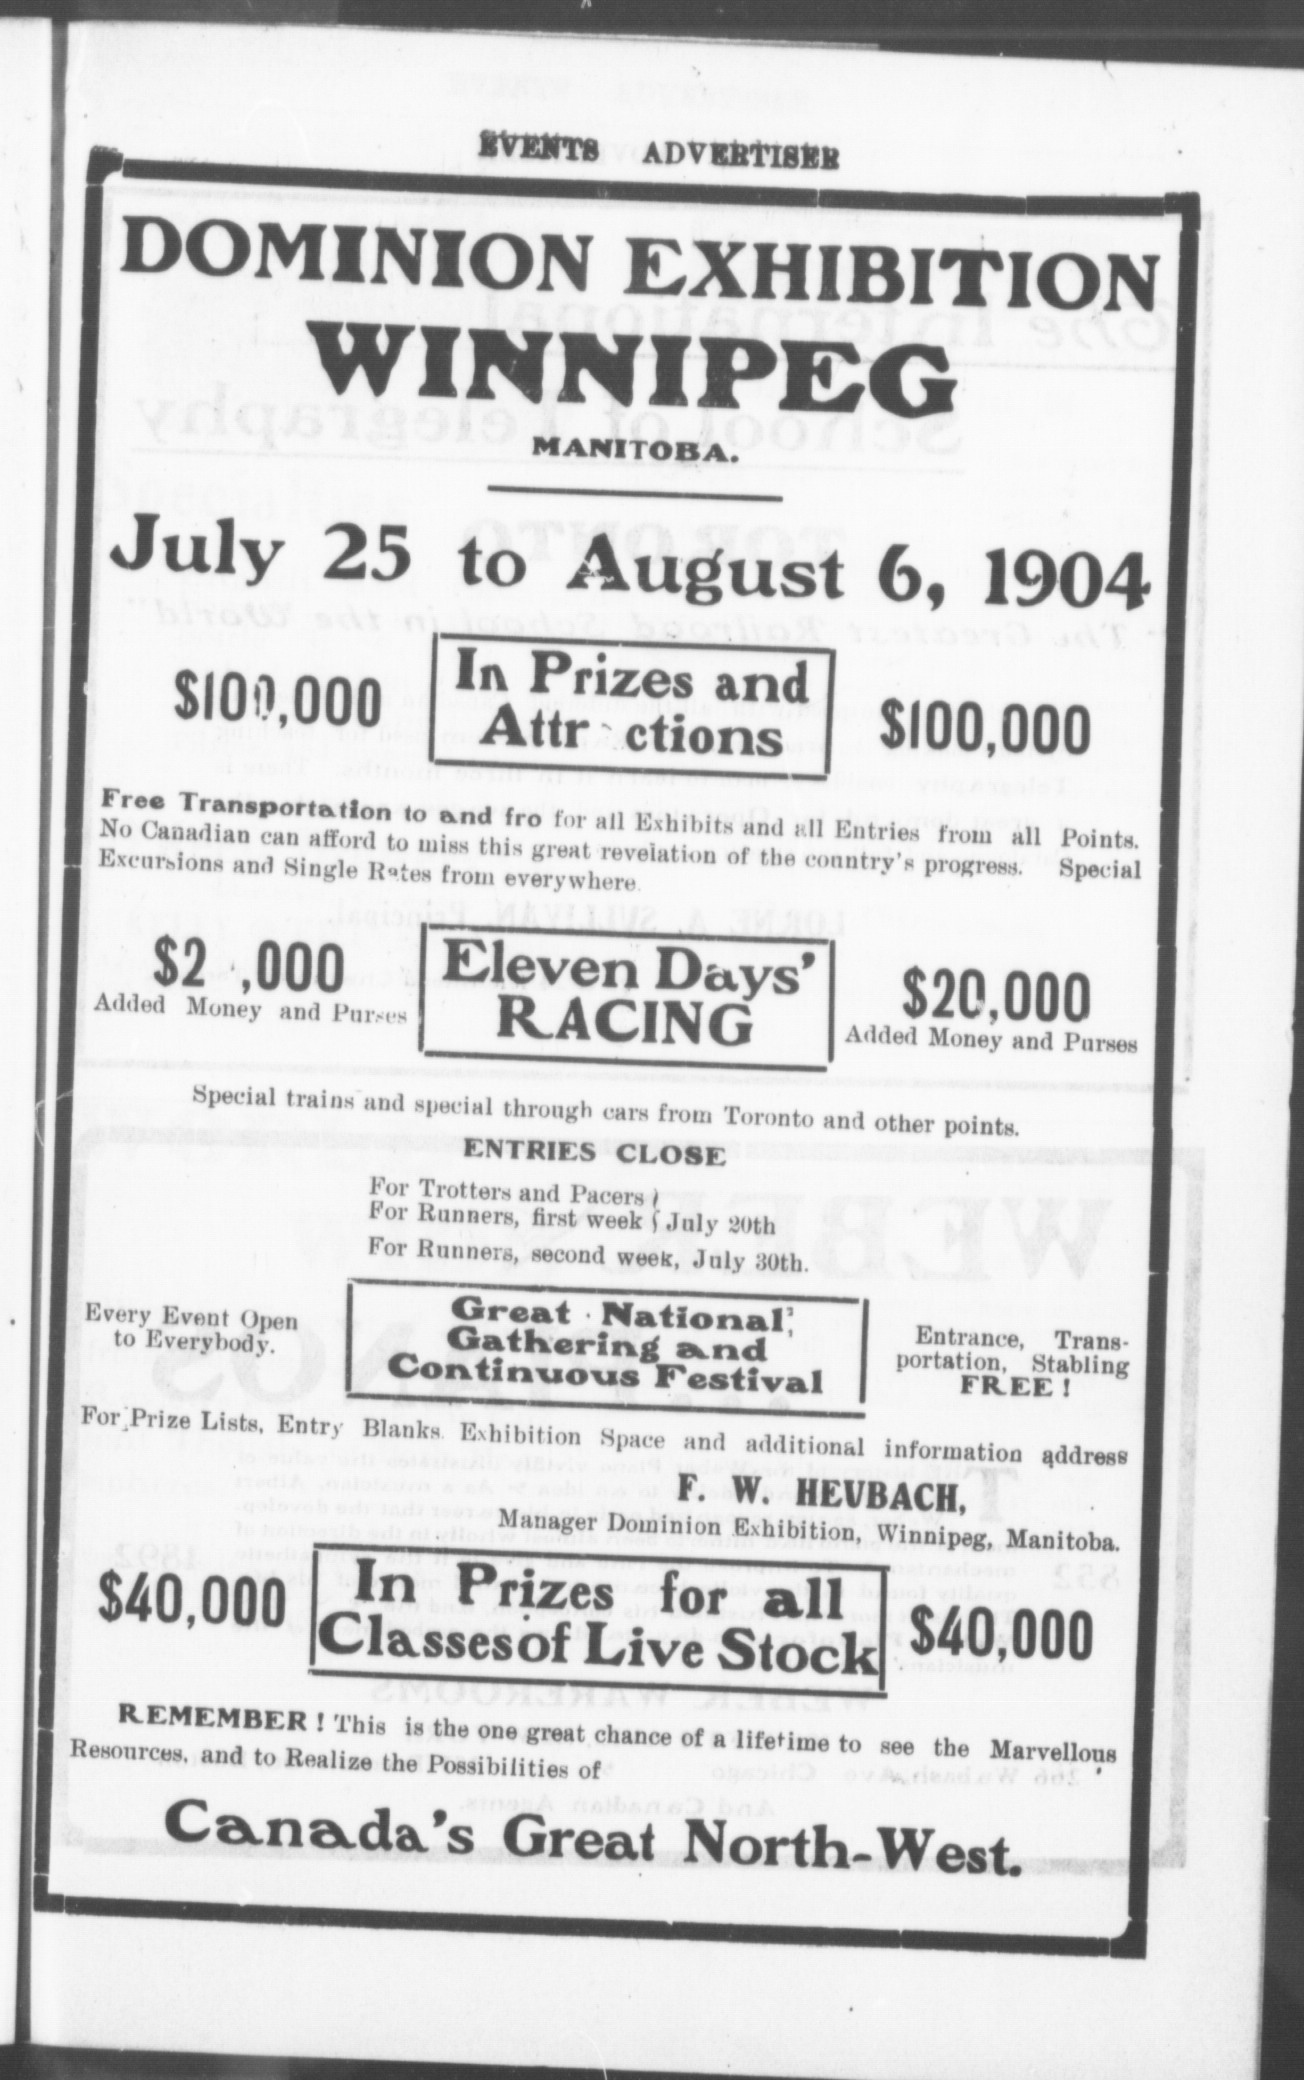 EVENTS ADVERTISER
DOMINION EXHIBITION
WINNIPEG
MANITOBA.
July 25 to August 6, 1904
$100,000
In Prizes and
Attr ctions
$100,000
Free Transportation to and fro for all Exhibits and all Entries from all Points.
No Canadian can afford to miss this great revelation of the country's progress. Special
Excursions and Single Rates from everywhere.
$2 ,000
Added Money and Purses
Eleven Days'
RACING
$20,000
Added Money and Purses
Special trains and special through cars from Toronto and other points.
ENTRIES CLOSE
For Trotters and Pacers }
For Runners, first week } July 20th
For Runners, second week, July 30th.
Every Event Open
to Everybody.
Great National
Gathering and
Continuous Festival
Entrance, Trans-
portation, Stabling
FREE!
For Prize Lists, Entry Blanks. Exhibition Space and additional information address
F. W. HEUBACH,
Manager Dominion Exhibition, Winnipeg, Manitoba.
$40,000
In Prizes for all
Classes of Live Stock
$40,000
REMEMBER! This is the one great chance of a lifetime to see the Marvellous
Resources, and to Realize the Possibilities of
Canada's Great North-West.